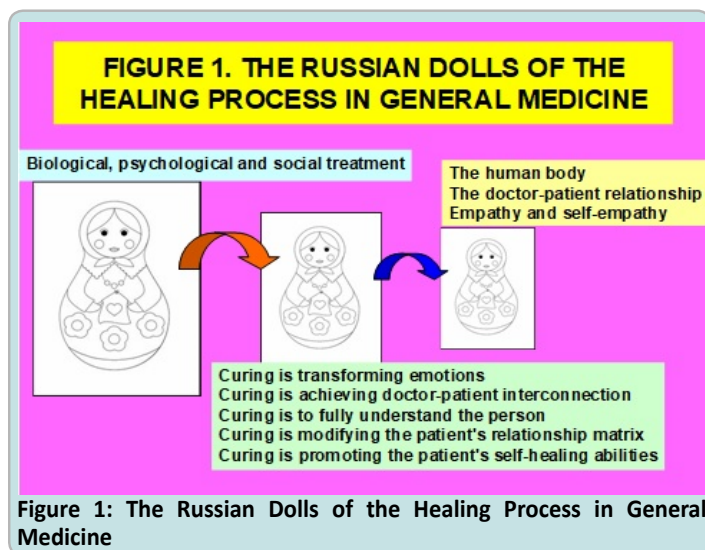 FIGURE 1. THE RUSSIAN DOLLS OF THE
HEALING PROCESS IN GENERAL MEDICINE
Biological, psychological and social treatment
The human body
The doctor-patient relationship
Empathy and self-empathy
Curing is transforming emotions
Curing is achieving doctor-patient interconnection
Curing is to fully understand the person
Curing is modifying the patient's relationship matrix
Curing is promoting the patient's self-healing abilities
Figure 1: The Russian Dolls of the Healing Process in General
Medicine